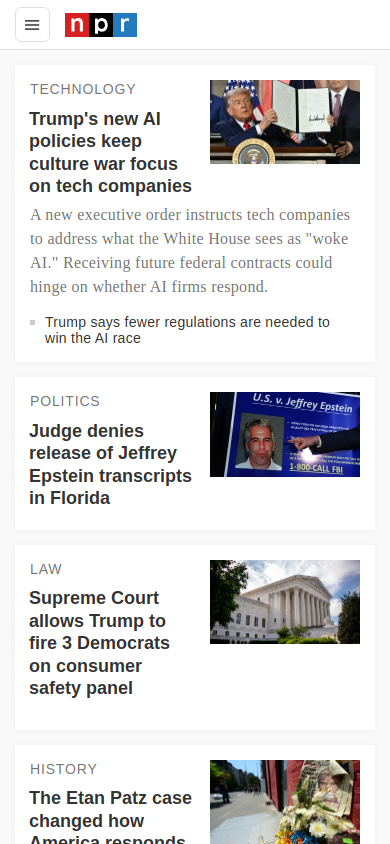 npr
TECHNOLOGY
Trump's new AI
policies keep
culture war focus
on tech companies
A new executive order instructs tech companies
to address what the White House sees as "woke
AI." Receiving future federal contracts could
hinge on whether AI firms respond.
Trump says fewer regulations are needed to
win the AI race
POLITICS
Judge denies
release of Jeffrey
Epstein transcripts
in Florida
U.S. v. Jeffrey Epstein
1-800-CALL FBI
LAW
Supreme Court
allows Trump to
fire 3 Democrats
on consumer
safety panel
HISTORY
The Etan Patz case
changed how
America responds